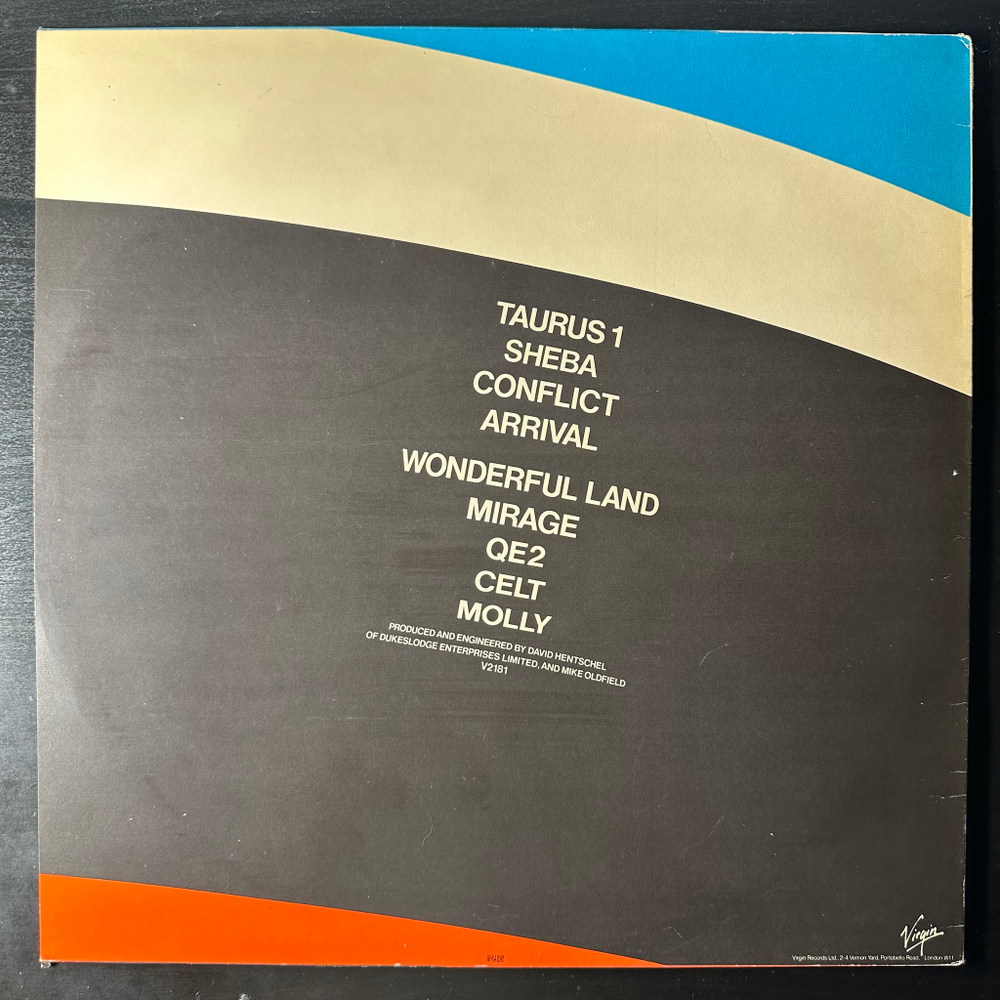 TAURUS 1
SHEBA
CONFLICT
ARRIVAL
WONDERFUL LAND
MIRAGE
QE2
CELT
MOLLY
PRODUCED AND ENGINEERED BY DAVID HENTSCHEL
OF DUKESLODGE ENTERPRISES LIMITED, AND MIKE OLDFIELD
V2181
Virgin
Virgin Records Ltd., 2-4 Vernon Yard, Portobello Road, London W11